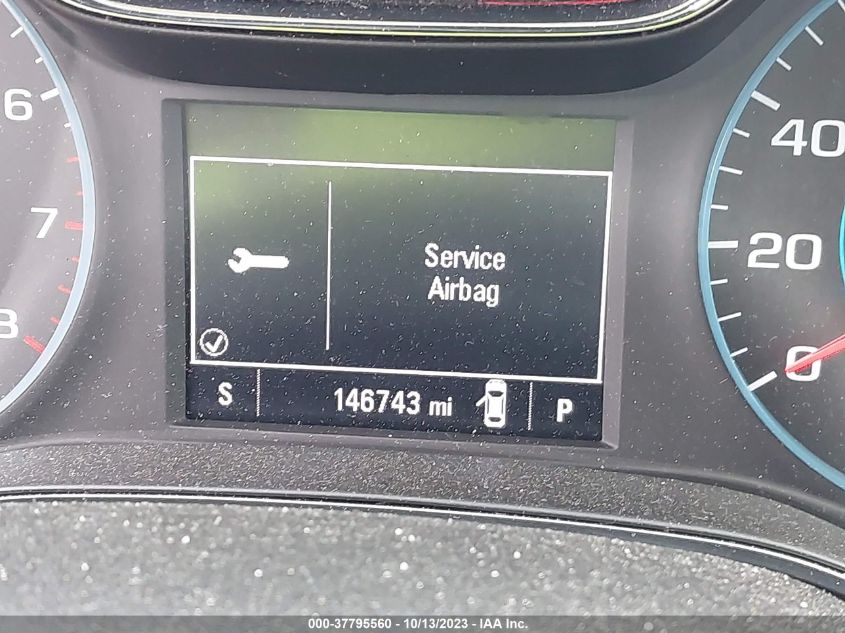 6
7
8
40
20
0
Service
Airbag
S
146743 mi
P
000-37795560 - 10/13/2023 - IAA Inc.